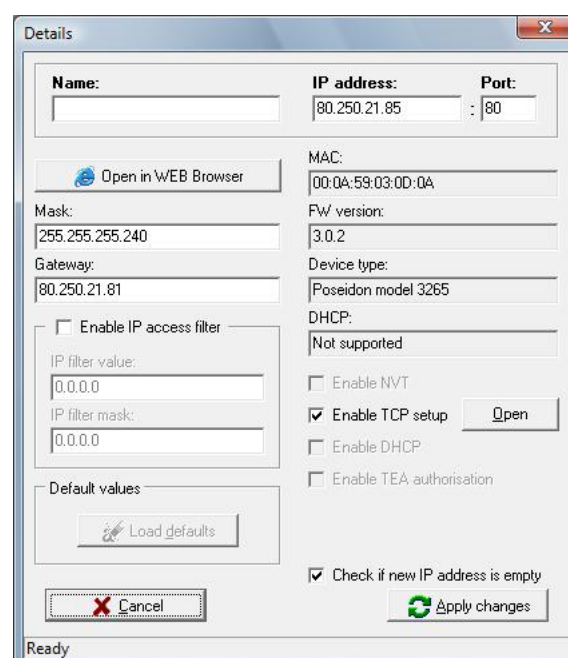 Details
Name:
IP address:
Port:
80.250.21.85 : 80
Open in WEB Browser
Mask:
255.255.255.240
Gateway:
80.250.21.81
Enable IP access filter
IP filter value:
0.0.0.0
IP filter mask:
0.0.0.0
Default values
Load defaults
Cancel
MAC:
00:0A:59:03:0D:0A
FW version:
3.0.2
Device type:
Poseidon model 3265
DHCP:
Not supported
Enable NVT
Enable TCP setup
Open
Enable DHCP
Enable TEA authorisation
Check if new IP address is empty
Apply changes
Ready